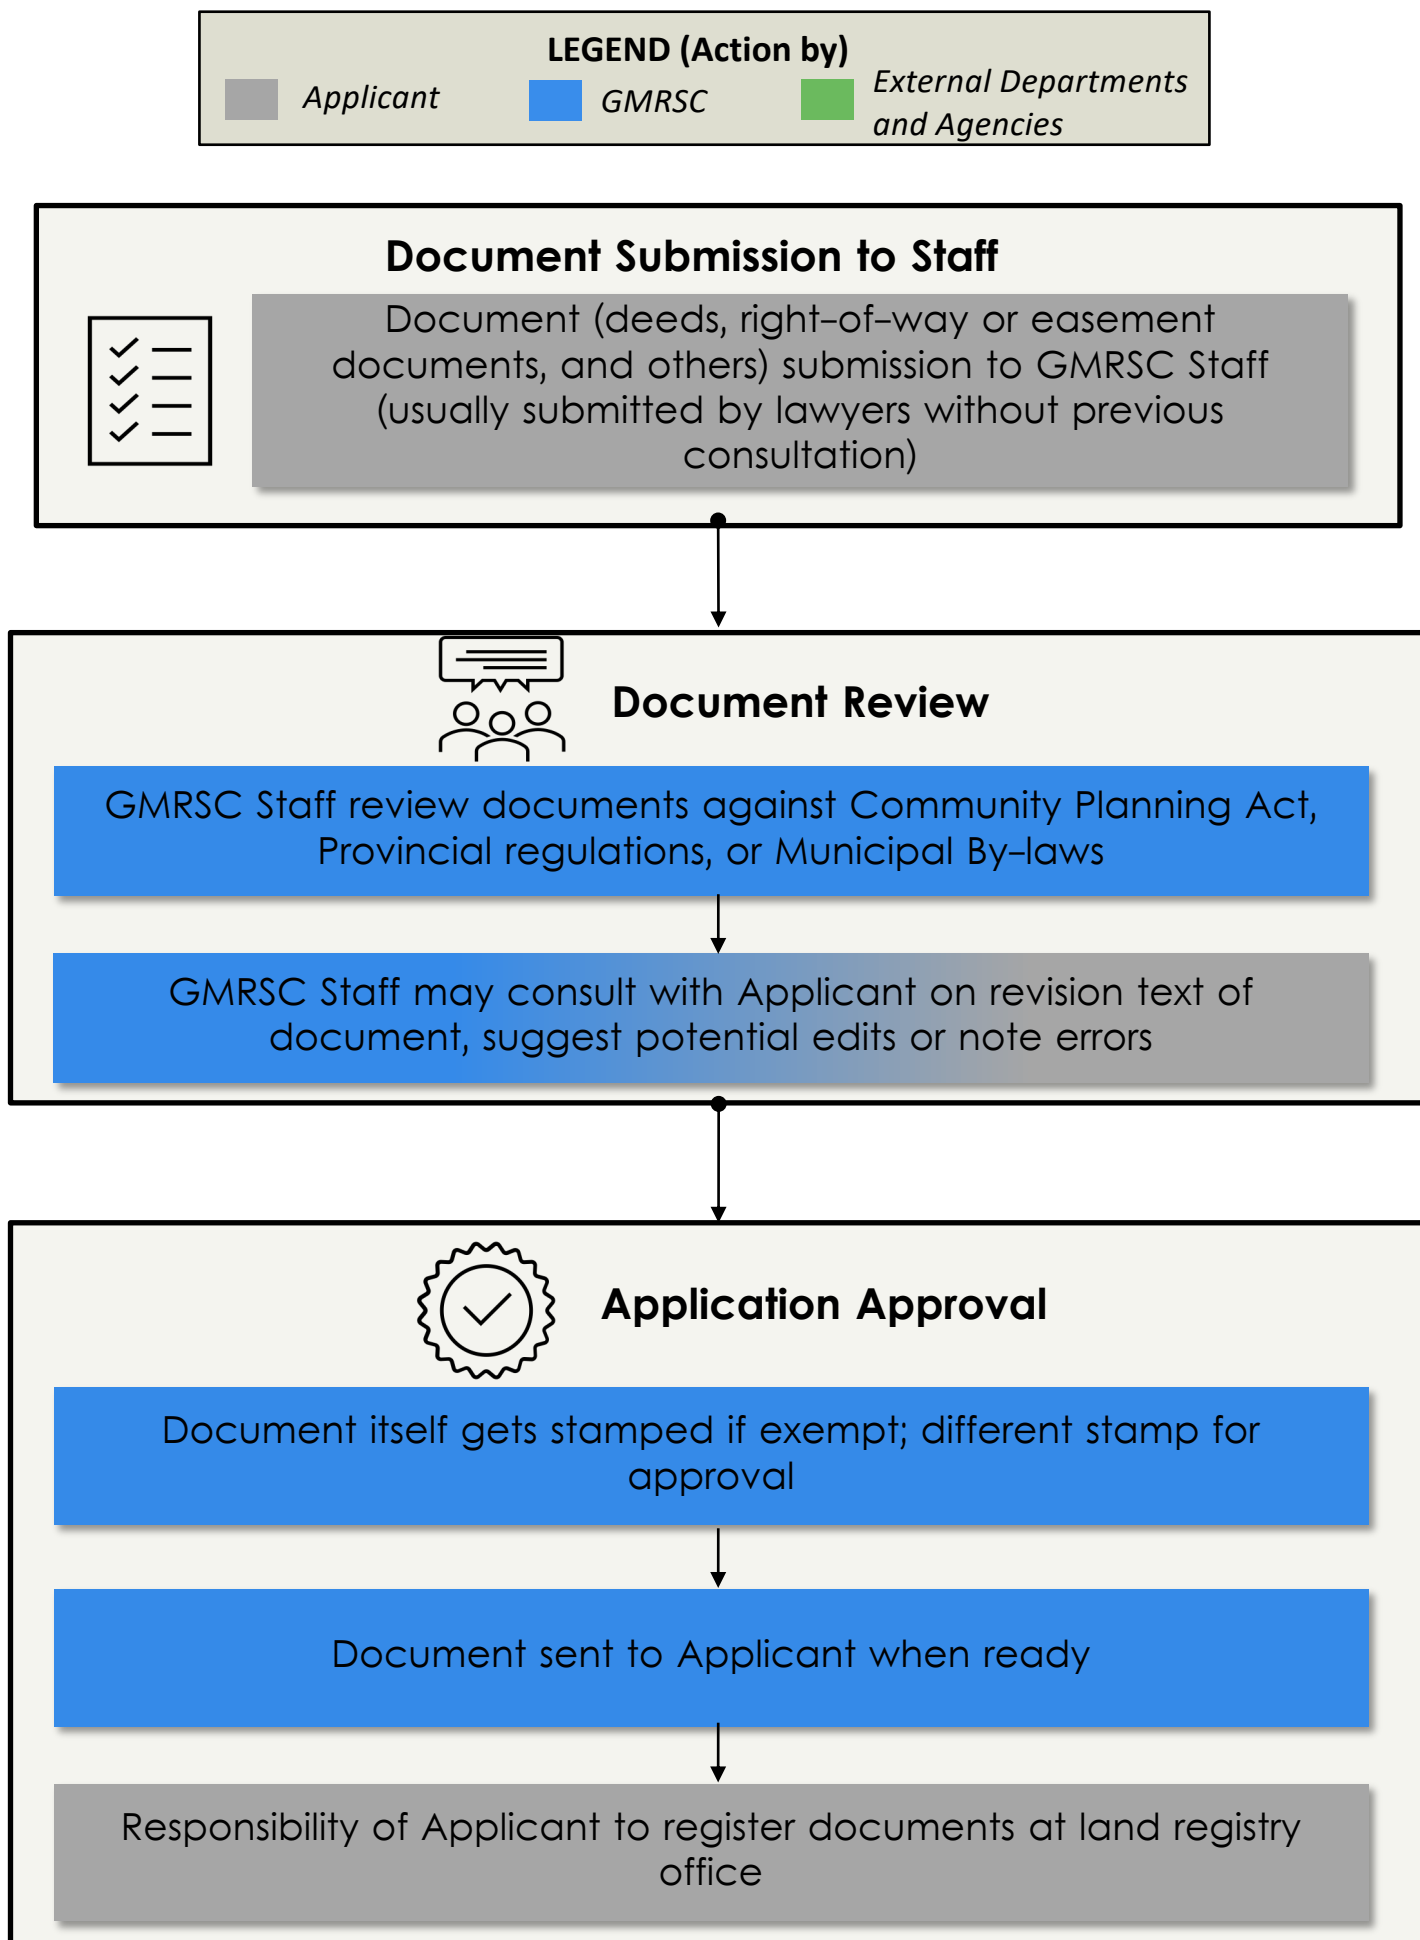 LEGEND (Action by)
Applicant
GMRSC
External Departments
and Agencies
Document Submission to Staff
Document (deeds, right-of-way or easement
documents, and others) submission to GMRSC Staff
(usually submitted by lawyers without previous
consultation)
Document Review
GMRSC Staff review documents against Community Planning Act,
Provincial regulations, or Municipal By-laws
GMRSC Staff may consult with Applicant on revision text of
document, suggest potential edits or note errors
Application Approval
Document itself gets stamped if exempt; different stamp for
approval
Document sent to Applicant when ready
Responsibility of Applicant to register documents at land registry
office